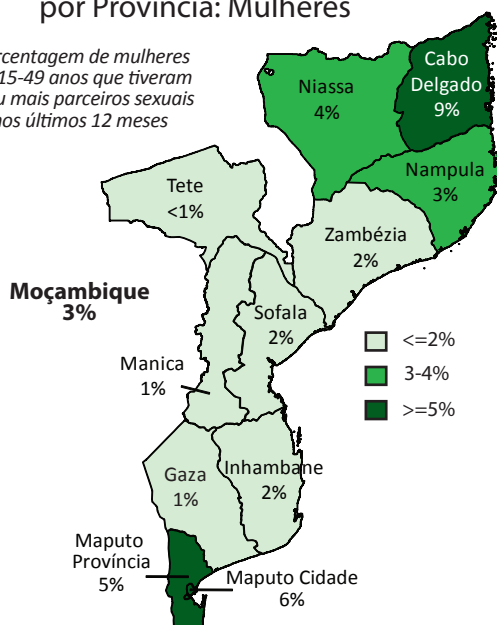 por Província: Mulheres
de mulheres
15-49 anos que tiveram
mais parceiros sexuais
nos últimos 12 meses
Cabo
Delgado
9%
Niassa
4%
Nampula
3%
Tete
<1%
Zambézia
2%
Moçambique
3%
Sofala
2%
<=2%
3-4%
>=5%
Manica
1%
Gaza
1%
Inhambane
2%
Maputo
Província
5%
Maputo Cidade
6%